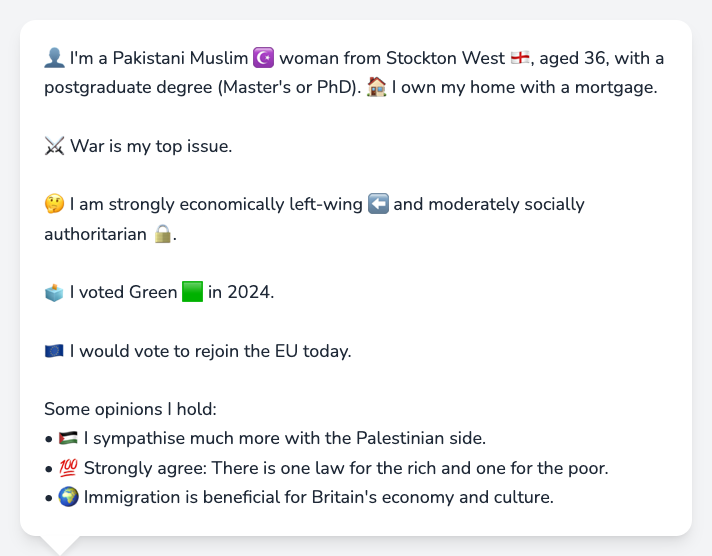 👤 I'm a Pakistani Muslim ☪️ woman from Stockton West 🏴󠁧󠁢󠁥󠁮󠁧󠁿, aged 36, with a
postgraduate degree (Master's or PhD). 🏠 I own my home with a mortgage.
⚔️ War is my top issue.
🤔 I am strongly economically left-wing ⬅️ and moderately socially
authoritarian 🔒.
🗳️ I voted Green 🟩 in 2024.
🇪🇺 I would vote to rejoin the EU today.
Some opinions I hold:
• 🇵🇸 I sympathise much more with the Palestinian side.
• 💯 Strongly agree: There is one law for the rich and one for the poor.
• 🌍 Immigration is beneficial for Britain's economy and culture.